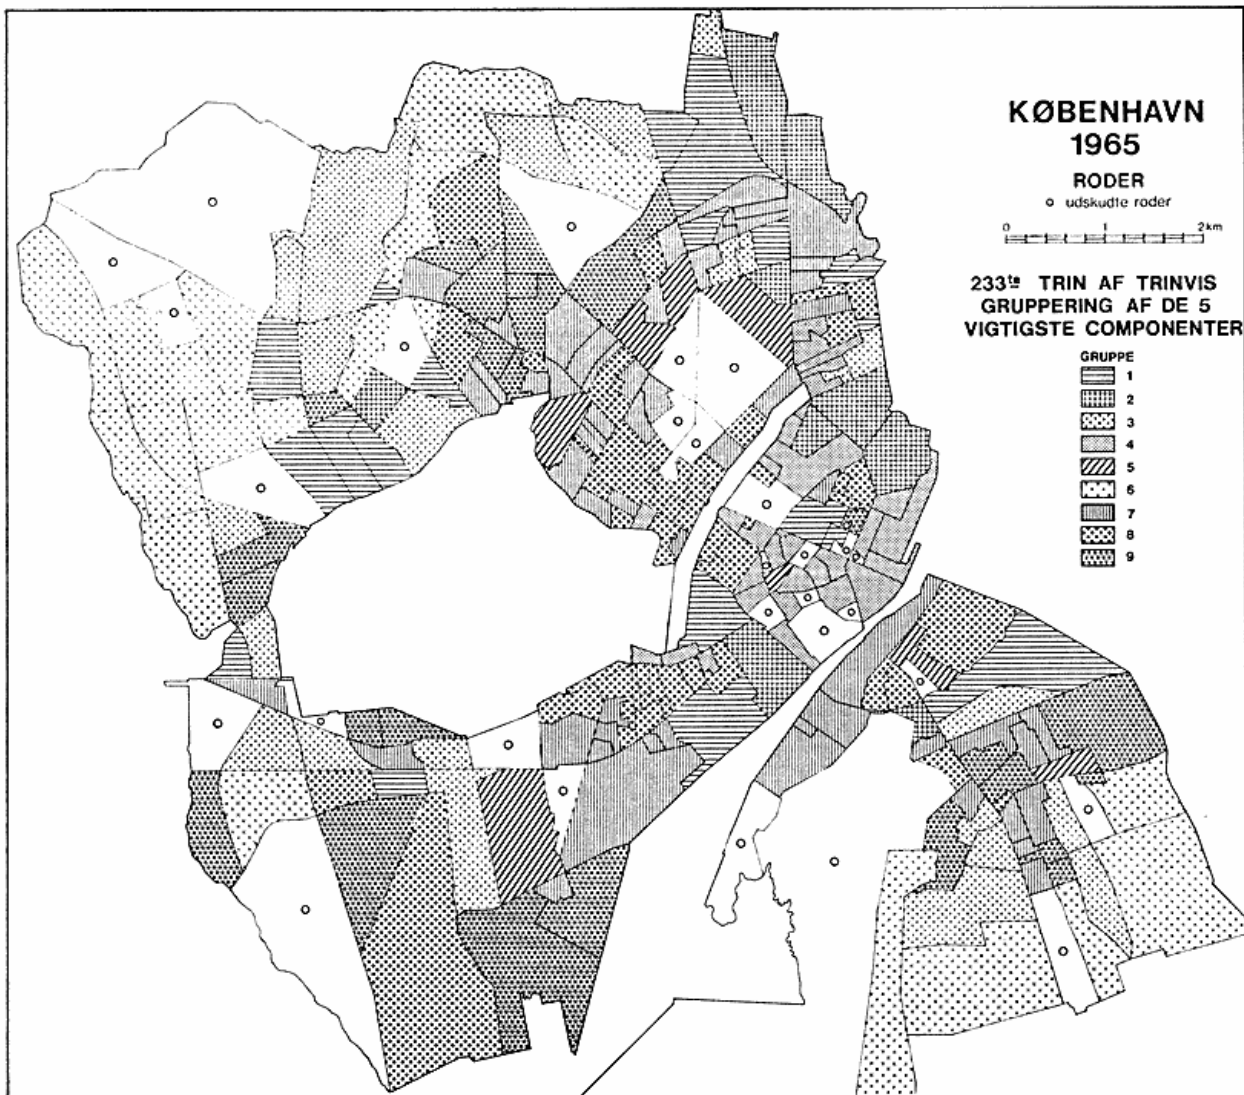 KØBENHAVN
1965
RODER
o udskudte roder
0 1 2km
233te TRIN AF TRINVIS
GRUPPERING AF DE 5
VIGTIGSTE COMPONENTER
GRUPPE
1
2
3
4
5
6
7
8
9